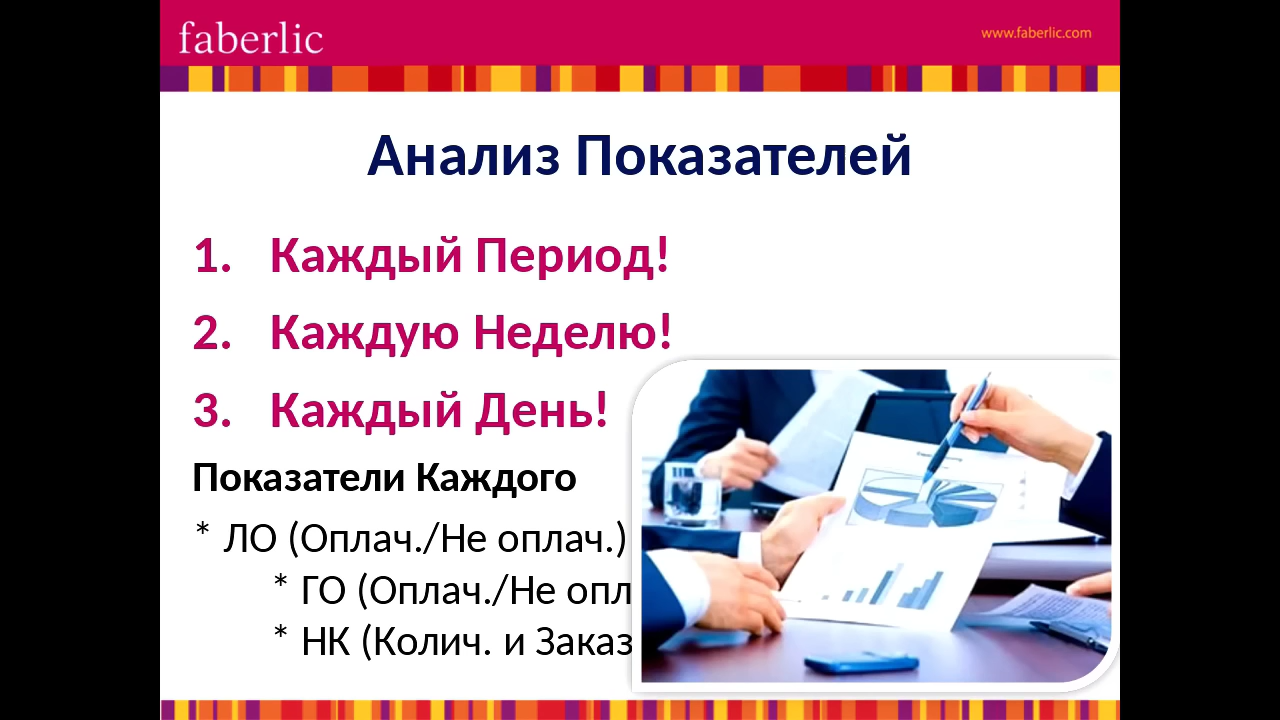 faberlic
www.faberlic.com
Анализ Показателей
1. Каждый Период!
2. Каждую Неделю!
3. Каждый День!
Показатели Каждого
* ЛО (Оплач./Не оплач.)
* ГО (Оплач./Не опл
* НК (Колич. и Заказ